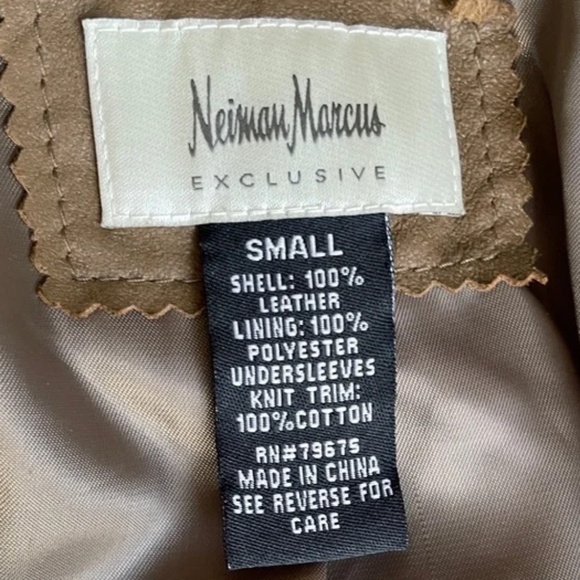 Neiman Marcus
EXCLUSIVE
SMALL
SHELL: 100%
LEATHER
LINING: 100%
POLYESTER
UNDERSLEEVES
KNIT TRIM:
100%COTTON
RN#79675
MADE IN CHINA
SEE REVERSE FOR
CARE